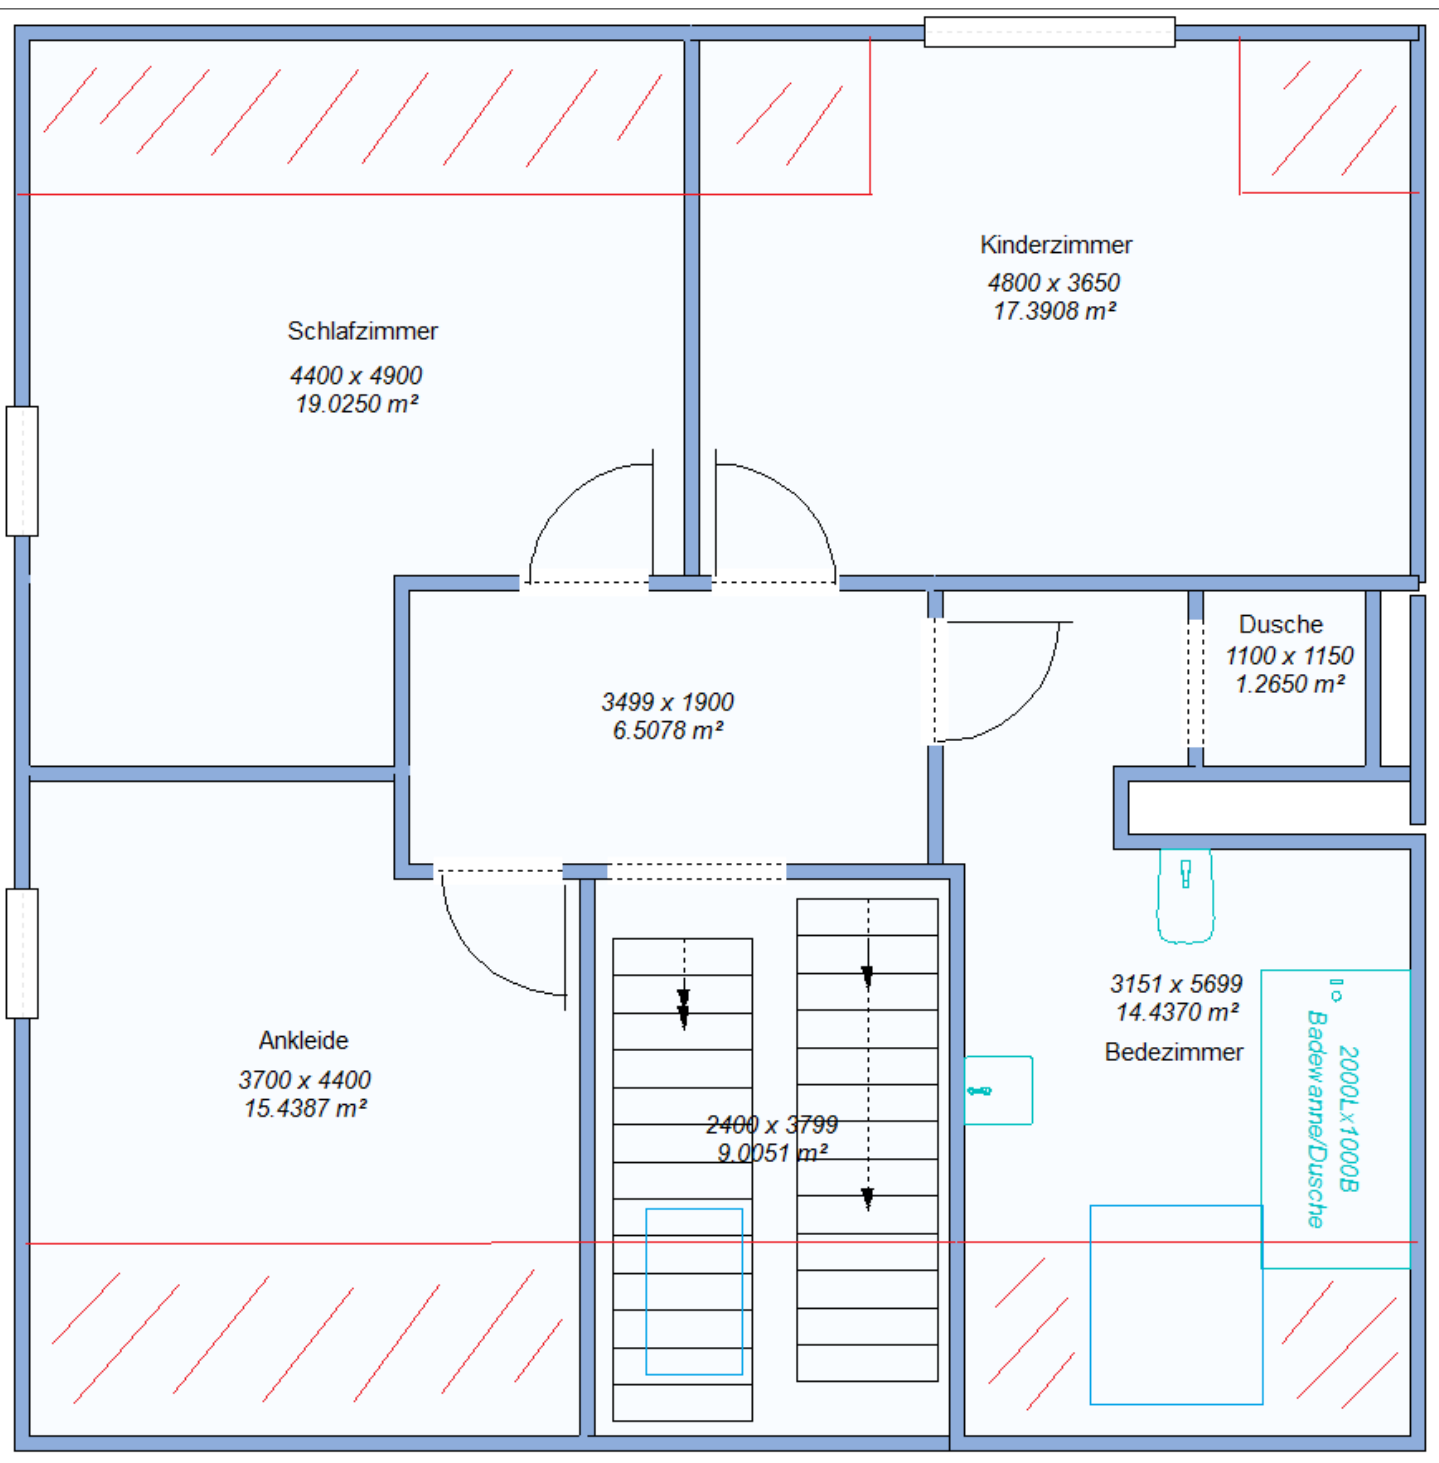 Kinderzimmer
4800 x 3650
17.3908 m²
Schlafzimmer
4400 x 4900
19.0250 m²
Dusche
1100 x 1150
1.2650 m²
3499 x 1900
6.5078 m²
3151 x 5699
14.4370 m²
Bedezimmer
2000Lx1000B
Badewanne/Dusche
Ankleide
3700 x 4400
15.4387 m²
2400 x 3799
9.0051 m²